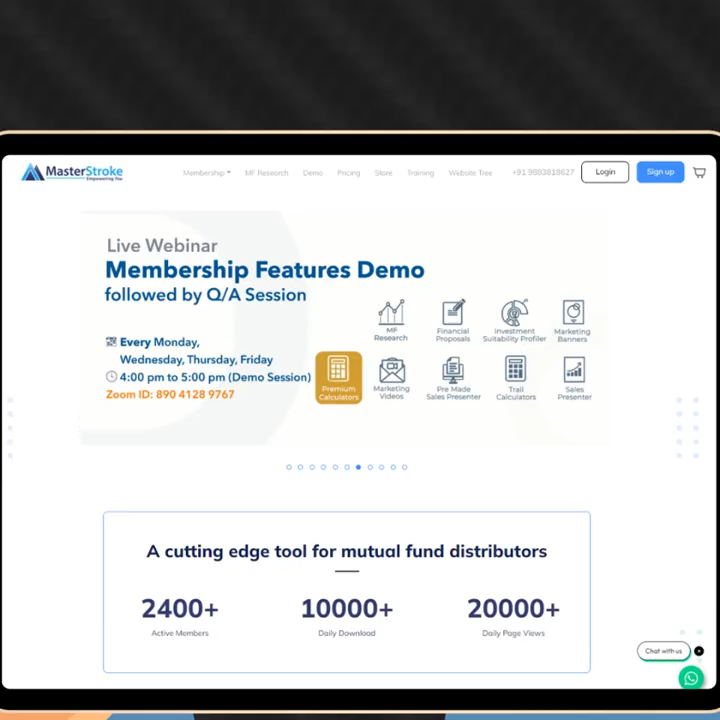 MasterStroke
Empowering You
Membership
MF Research
Demo
Pricing
Store
Training
Website Tree
+91 9883818627
Login
Sign up
Live Webinar
Membership Features Demo
followed by Q/A Session
Every Monday,
Wednesday, Thursday, Friday
4:00 pm to 5:00 pm (Demo Session)
Zoom ID: 890 4128 9767
MF
Research
Financial
Proposals
Investment
Suitability Profiler
Marketing
Banners
Premium
Calculators
Marketing
Videos
Pre Made
Sales Presenter
Trail
Calculators
Sales
Presenter
A cutting edge tool for mutual fund distributors
2400+
Active Members
10000+
Daily Download
20000+
Daily Page Views
Chat with us